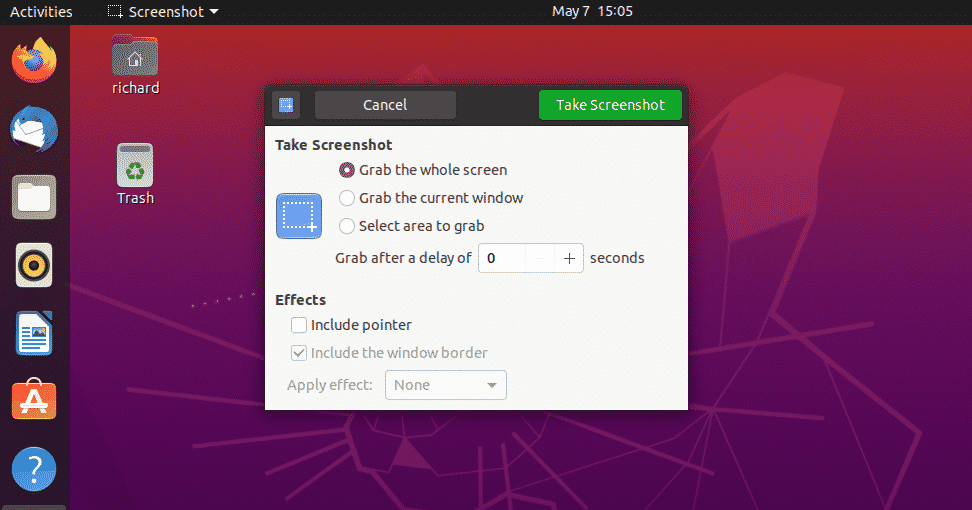 Activities Screenshot May 7 15:05
richard
Trash
Cancel Take Screenshot
Take Screenshot
Grab the whole screen
Grab the current window
Select area to grab
Grab after a delay of 0 − + seconds
Effects
Include pointer
Include the window border
Apply effect: None
?